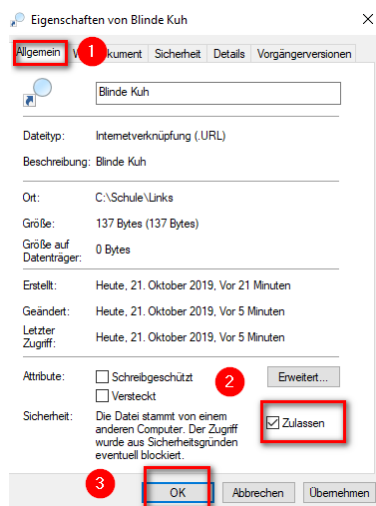 Eigenschaften von Blinde Kuh
Allgemein 1 kument Sicherheit Details Vorgängerversionen
Blinde Kuh
Dateityp: Internetverknüpfung (.URL)
Beschreibung: Blinde Kuh
Ort: C:\Schule\Links
Größe: 137 Bytes (137 Bytes)
Größe auf
Datenträger: 0 Bytes
Erstellt: Heute, 21. Oktober 2019, Vor 21 Minuten
Geändert: Heute, 21. Oktober 2019, Vor 5 Minuten
Letzter
Zugriff: Heute, 21. Oktober 2019, Vor 5 Minuten
Attribute: Schreibgeschützt 2 Erweitert...
Versteckt
Sicherheit: Die Datei stammt von einem
anderen Computer. Der Zugriff
wurde aus Sicherheitsgründen
eventuell blockiert.
Zulassen
3 OK Abbrechen Übernehmen